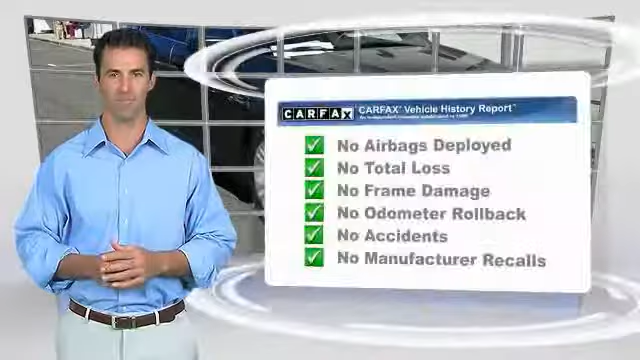 CARFAX CARFAX Vehicle History Report™
No Airbags Deployed
No Total Loss
No Frame Damage
No Odometer Rollback
No Accidents
No Manufacturer Recalls